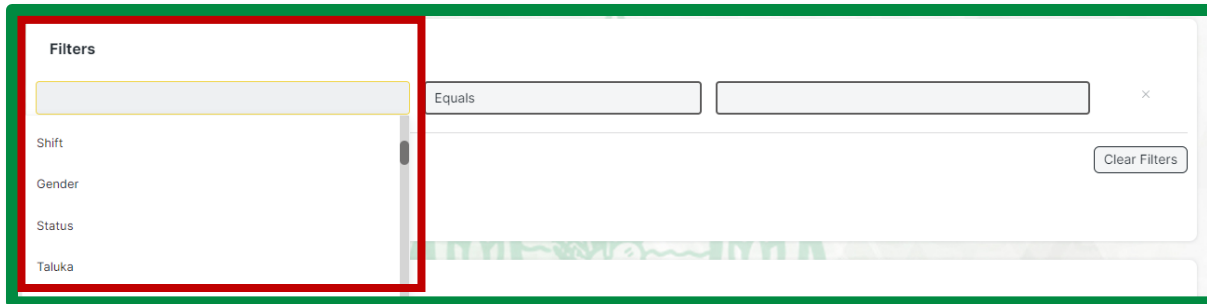 Filters
Equals
×
Shift
Clear Filters
Gender
Status
Taluka